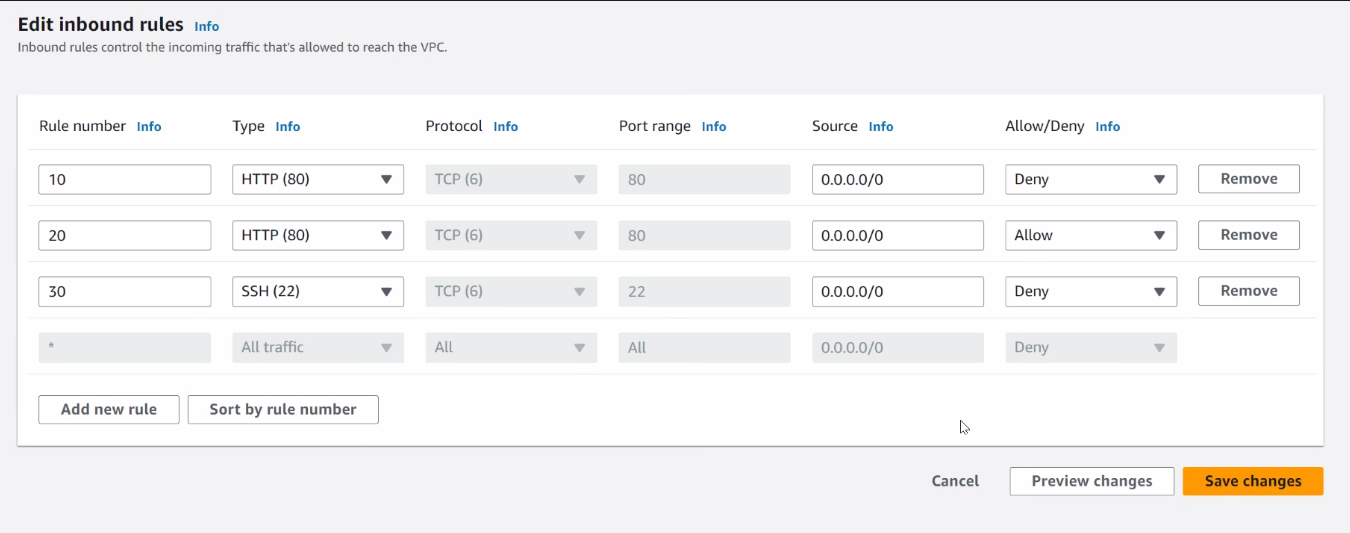 Edit inbound rules Info
Inbound rules control the incoming traffic that's allowed to reach the VPC.
Rule number Info Type Info Protocol Info Port range Info Source Info Allow/Deny Info
10 HTTP (80) TCP (6) 80 0.0.0.0/0 Deny Remove
20 HTTP (80) TCP (6) 80 0.0.0.0/0 Allow Remove
30 SSH (22) TCP (6) 22 0.0.0.0/0 Deny Remove
* All traffic All All 0.0.0.0/0 Deny
Add new rule Sort by rule number
Cancel Preview changes Save changes